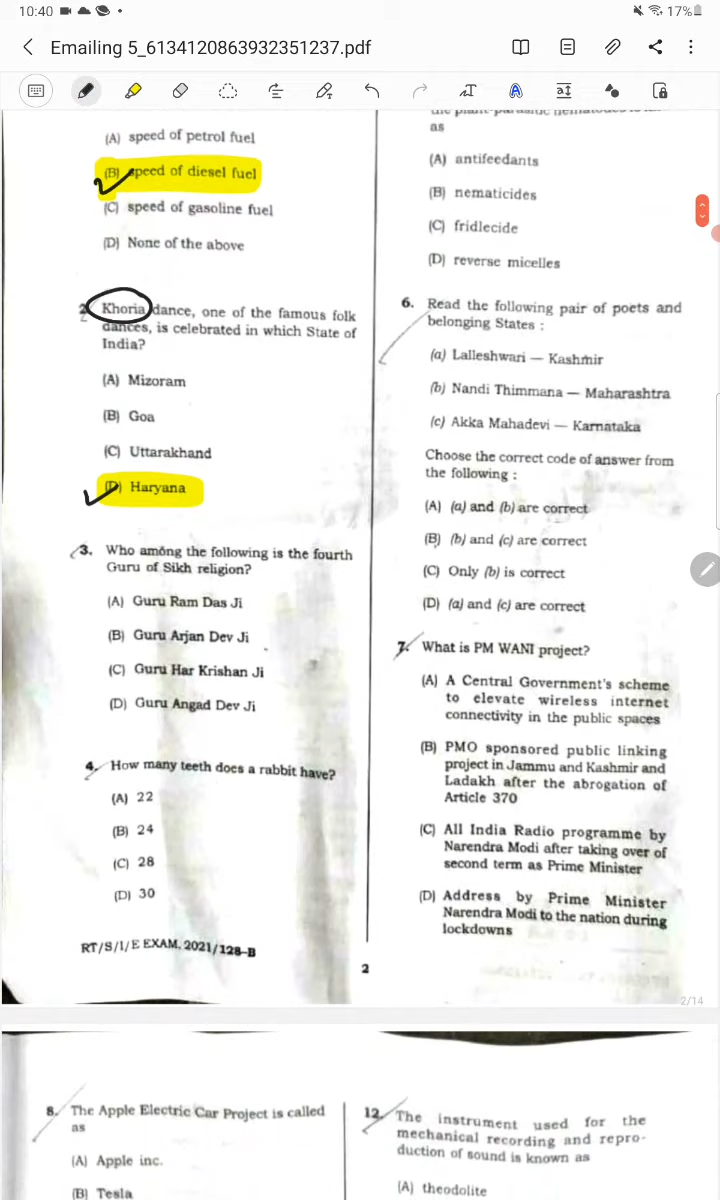 10:40
17%
Emailing 5_6134120863932351237.pdf
(A) speed of petrol fuel
(B) speed of diesel fuel
(C) speed of gasoline fuel
(D) None of the above
2. Khoria dance, one of the famous folk
dances, is celebrated in which State of
India?
(A) Mizoram
(B) Goa
(C) Uttarakhand
(D) Haryana
3. Who among the following is the fourth
Guru of Sikh religion?
(A) Guru Ram Das Ji
(B) Guru Arjan Dev Ji
(C) Guru Har Krishan Ji
(D) Guru Angad Dev Ji
4. How many teeth does a rabbit have?
(A) 22
(B) 24
(C) 28
(D) 30
RT/S/I/E EXAM, 2021/128-B
as
(A) antifeedants
(B) nematicides
(C) fridlecide
(D) reverse micelles
6. Read the following pair of poets and
belonging States :
(a) Lalleshwari — Kashmir
(b) Nandi Thimmana — Maharashtra
(c) Akka Mahadevi — Karnataka
Choose the correct code of answer from
the following :
(A) (a) and (b) are correct
(B) (b) and (c) are correct
(C) Only (b) is correct
(D) (a) and (c) are correct
7. What is PM WANI project?
(A) A Central Government's scheme
to elevate wireless internet
connectivity in the public spaces
(B) PMO sponsored public linking
project in Jammu and Kashmir and
Ladakh after the abrogation of
Article 370
(C) All India Radio programme by
Narendra Modi after taking over of
second term as Prime Minister
(D) Address by Prime Minister
Narendra Modi to the nation during
lockdowns
2
2/14
8. The Apple Electric Car Project is called
as
(A) Apple inc.
(B) Tesla
12. The instrument used for the
mechanical recording and repro-
duction of sound is known as
(A) theodolite